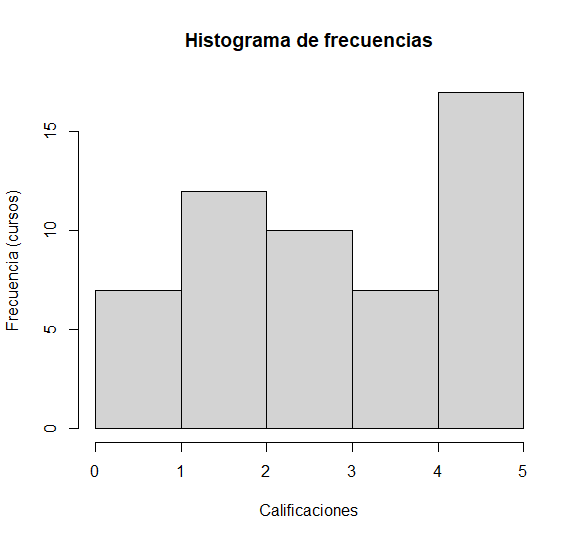 Histograma de frecuencias
Frecuencia (cursos)
15
10
5
0
0 1 2 3 4 5
Calificaciones